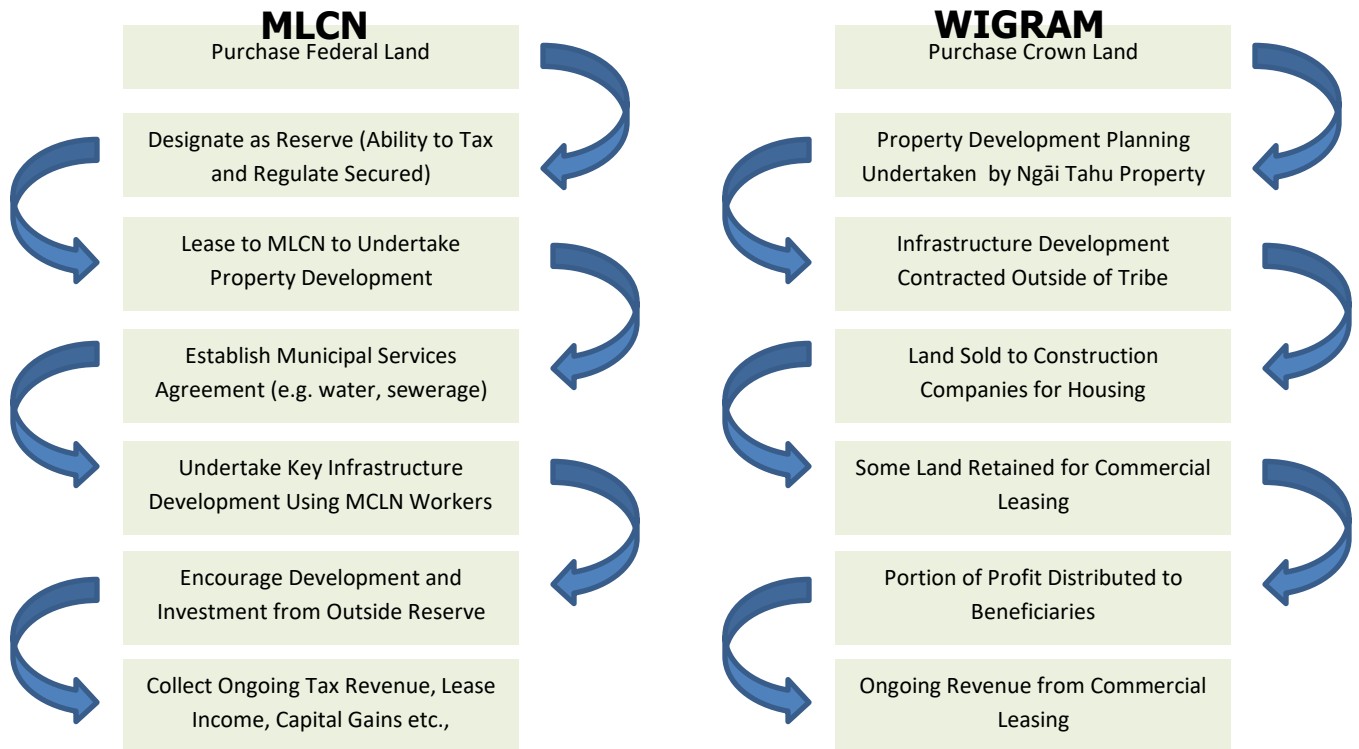 MLCN
Purchase Federal Land
Designate as Reserve (Ability to Tax
and Regulate Secured)
Lease to MLCN to Undertake
Property Development
Establish Municipal Services
Agreement (e.g. water, sewerage)
Undertake Key Infrastructure
Development Using MCLN Workers
Encourage Development and
Investment from Outside Reserve
Collect Ongoing Tax Revenue, Lease
Income, Capital Gains etc.,
WIGRAM
Purchase Crown Land
Property Development Planning
Undertaken by Ngāi Tahu Property
Infrastructure Development
Contracted Outside of Tribe
Land Sold to Construction
Companies for Housing
Some Land Retained for Commercial
Leasing
Portion of Profit Distributed to
Beneficiaries
Ongoing Revenue from Commercial
Leasing